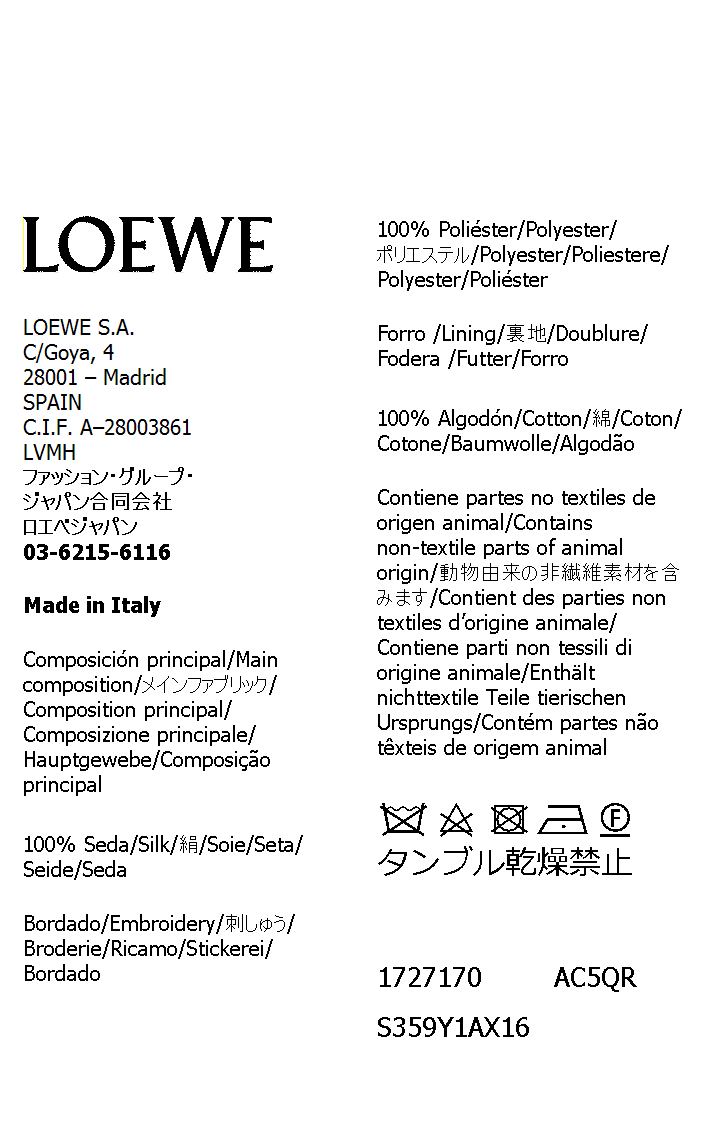 LOEWE
LOEWE S.A.
C/Goya, 4
28001 – Madrid
SPAIN
C.I.F. A–28003861
LVMH
ファッション・グループ・
ジャパン合同会社
ロエベジャパン
03-6215-6116
Made in Italy
Composición principal/Main
composition/メインファブリック/
Composition principal/
Composizione principale/
Hauptgewebe/Composição
principal
100% Seda/Silk/絹/Soie/Seta/
Seide/Seda
Bordado/Embroidery/刺しゅう/
Broderie/Ricamo/Stickerei/
Bordado
100% Poliéster/Polyester/
ポリエステル/Polyester/Poliestere/
Polyester/Poliéster
Forro /Lining/裏地/Doublure/
Fodera /Futter/Forro
100% Algodón/Cotton/綿/Coton/
Cotone/Baumwolle/Algodão
Contiene partes no textiles de
origen animal/Contains
non-textile parts of animal
origin/動物由来の非繊維素材を含
みます/Contient des parties non
textiles d’origine animale/
Contiene parti non tessili di
origine animale/Enthält
nichttextile Teile tierischen
Ursprungs/Contém partes não
têxteis de origem animal
F
タンブル乾燥禁止
1727170 AC5QR
S359Y1AX16